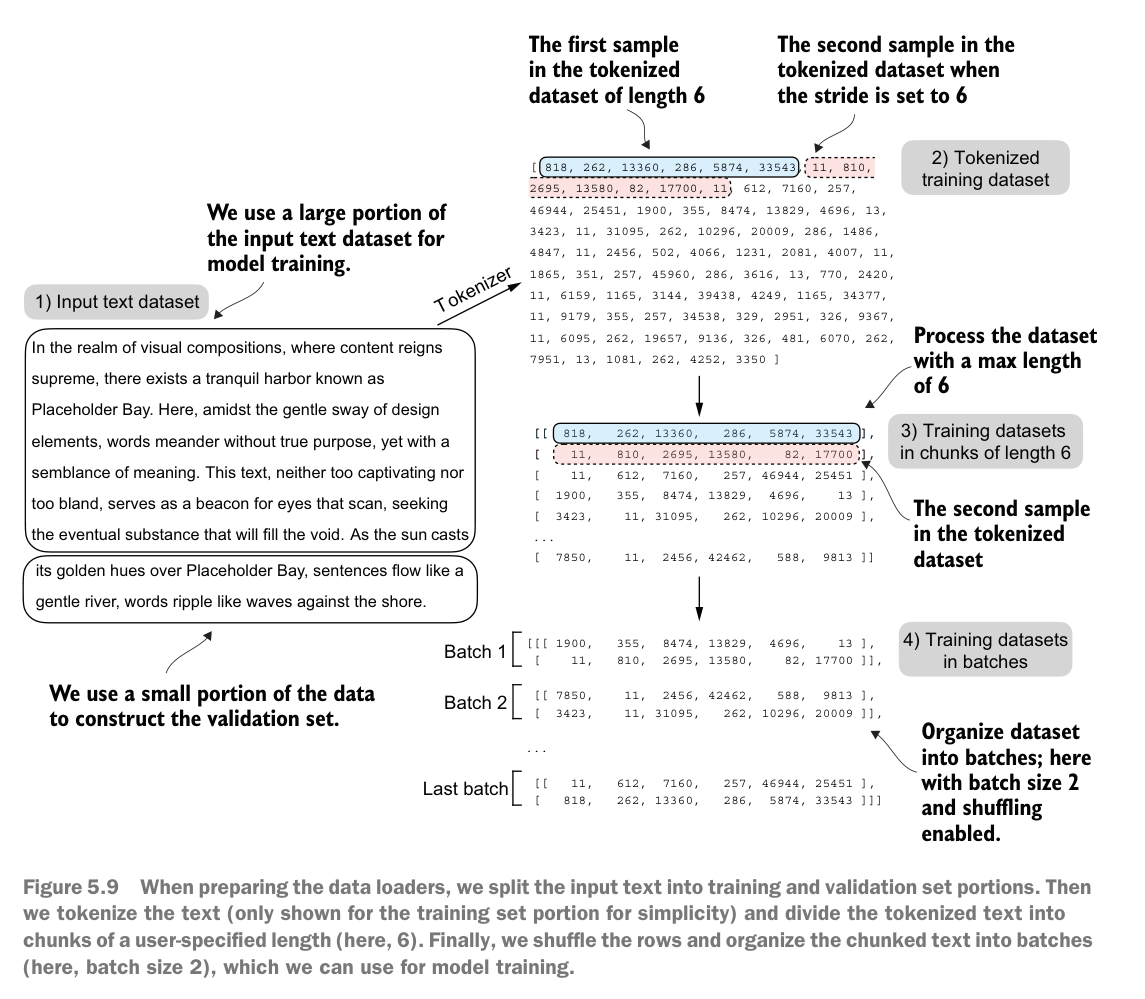 The first sample
in the tokenized
dataset of length 6
The second sample in the
tokenized dataset when
the stride is set to 6
2) Tokenized
training dataset
[ 818, 262, 13360, 286, 5874, 33543, 11, 810,
2695, 13580, 82, 17700, 11, 612, 7160, 257,
46944, 25451, 1900, 355, 8474, 13829, 4696, 13,
3423, 11, 31095, 262, 10296, 20009, 286, 1486,
4847, 11, 2456, 502, 4066, 1231, 2081, 4007, 11,
1865, 351, 257, 45960, 286, 3616, 13, 770, 2420,
11, 6159, 1165, 3144, 39438, 4249, 1165, 34377,
11, 9179, 355, 257, 34538, 329, 2951, 326, 9367,
11, 6095, 262, 19657, 9136, 326, 481, 6070, 262,
7951, 13, 1081, 262, 4252, 3350 ]
We use a large portion of
the input text dataset for
model training.
Tokenizer
1) Input text dataset
In the realm of visual compositions, where content reigns
supreme, there exists a tranquil harbor known as
Placeholder Bay. Here, amidst the gentle sway of design
elements, words meander without true purpose, yet with a
semblance of meaning. This text, neither too captivating nor
too bland, serves as a beacon for eyes that scan, seeking
the eventual substance that will fill the void. As the sun casts
its golden hues over Placeholder Bay, sentences flow like a
gentle river, words ripple like waves against the shore.
We use a small portion of the data
to construct the validation set.
Process the dataset
with a max length
of 6
3) Training datasets
in chunks of length 6
[[ 818, 262, 13360, 286, 5874, 33543 ],
[ 11, 810, 2695, 13580, 82, 17700 ],
[ 11, 612, 7160, 257, 46944, 25451 ],
[ 1900, 355, 8474, 13829, 4696, 13 ],
[ 3423, 11, 31095, 262, 10296, 20009 ],
...
[ 7850, 11, 2456, 42462, 588, 9813 ]]
The second sample
in the tokenized
dataset
4) Training datasets
in batches
Batch 1
[[[ 1900, 355, 8474, 13829, 4696, 13 ],
[ 11, 810, 2695, 13580, 82, 17700 ]],
Batch 2
[[ 7850, 11, 2456, 42462, 588, 9813 ],
[ 3423, 11, 31095, 262, 10296, 20009 ]],
...
Last batch
[[ 11, 612, 7160, 257, 46944, 25451 ],
[ 818, 262, 13360, 286, 5874, 33543 ]]]
Organize dataset
into batches; here
with batch size 2
and shuffling
enabled.
Figure 5.9 When preparing the data loaders, we split the input text into training and validation set portions. Then
we tokenize the text (only shown for the training set portion for simplicity) and divide the tokenized text into
chunks of a user-specified length (here, 6). Finally, we shuffle the rows and organize the chunked text into batches
(here, batch size 2), which we can use for model training.